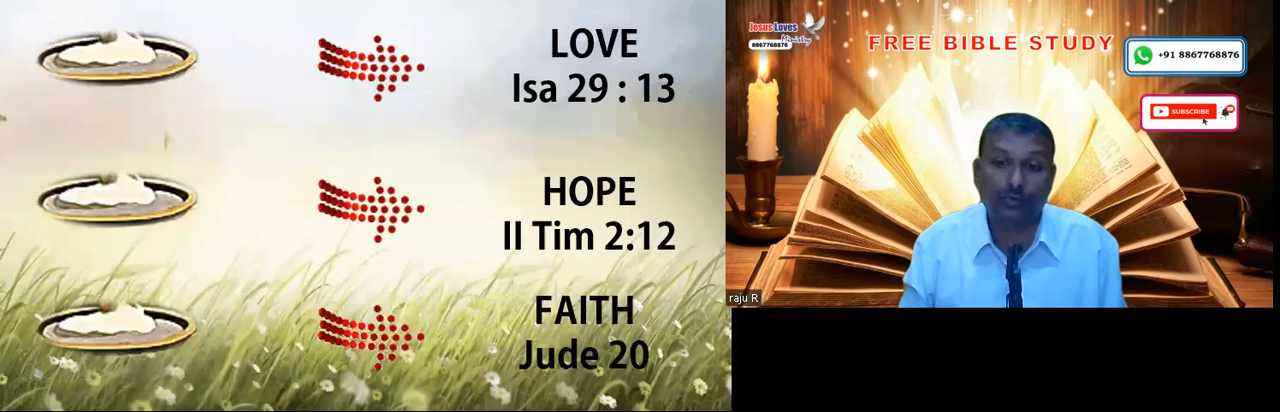 LOVE
Isa 29 : 13
HOPE
II Tim 2:12
FAITH
Jude 20
Jesus Loves
Ministry
8867768876
FREE BIBLE STUDY
+91 8867768876
SUBSCRIBE
raju R